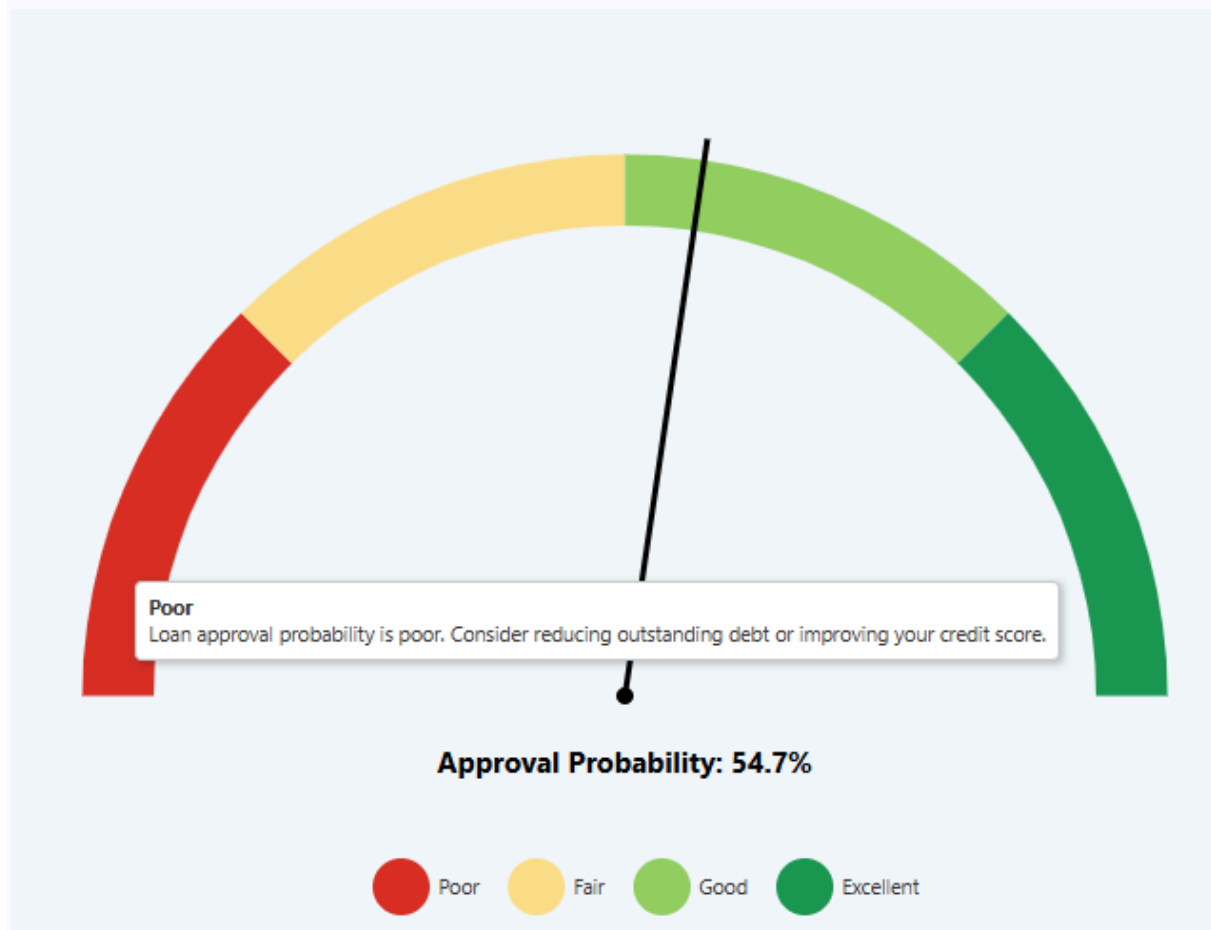 Poor
Loan approval probability is poor. Consider reducing outstanding debt or improving your credit score.
Approval Probability: 54.7%
Poor
Fair
Good
Excellent